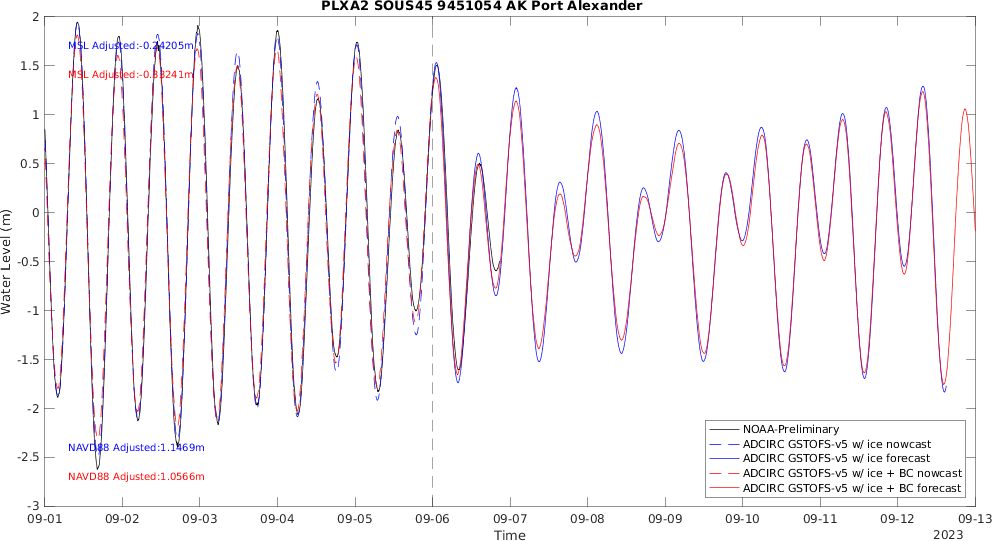 PLXA2 SOUS45 9451054 AK Port Alexander
2
1.5
1
0.5
0
-0.5
-1
-1.5
-2
-2.5
-3
Water Level (m)
MSL Adjusted:-0.24205m
MSL Adjusted:-0.33241m
NAVD88 Adjusted:1.1469m
NAVD88 Adjusted:1.0566m
NOAA-Preliminary
ADCIRC GSTOFS-v5 w/ ice nowcast
ADCIRC GSTOFS-v5 w/ ice forecast
ADCIRC GSTOFS-v5 w/ ice + BC nowcast
ADCIRC GSTOFS-v5 w/ ice + BC forecast
09-01 09-02 09-03 09-04 09-05 09-06 09-07 09-08 09-09 09-10 09-11 09-12 09-13
Time
2023